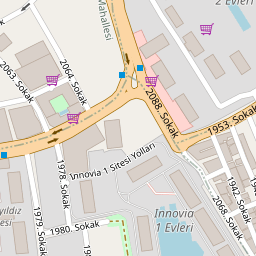 2 Evleri
Mahallesi
2063. Sokak
2064. Sokak
2088. Sokak
1953. Sokak
Innovia 1 Sitesi Yolları
1978. Sokak
1979. Sokak
1980. Sokak
Innovia
1 Evleri
1942. Sokak
2068. Sokak